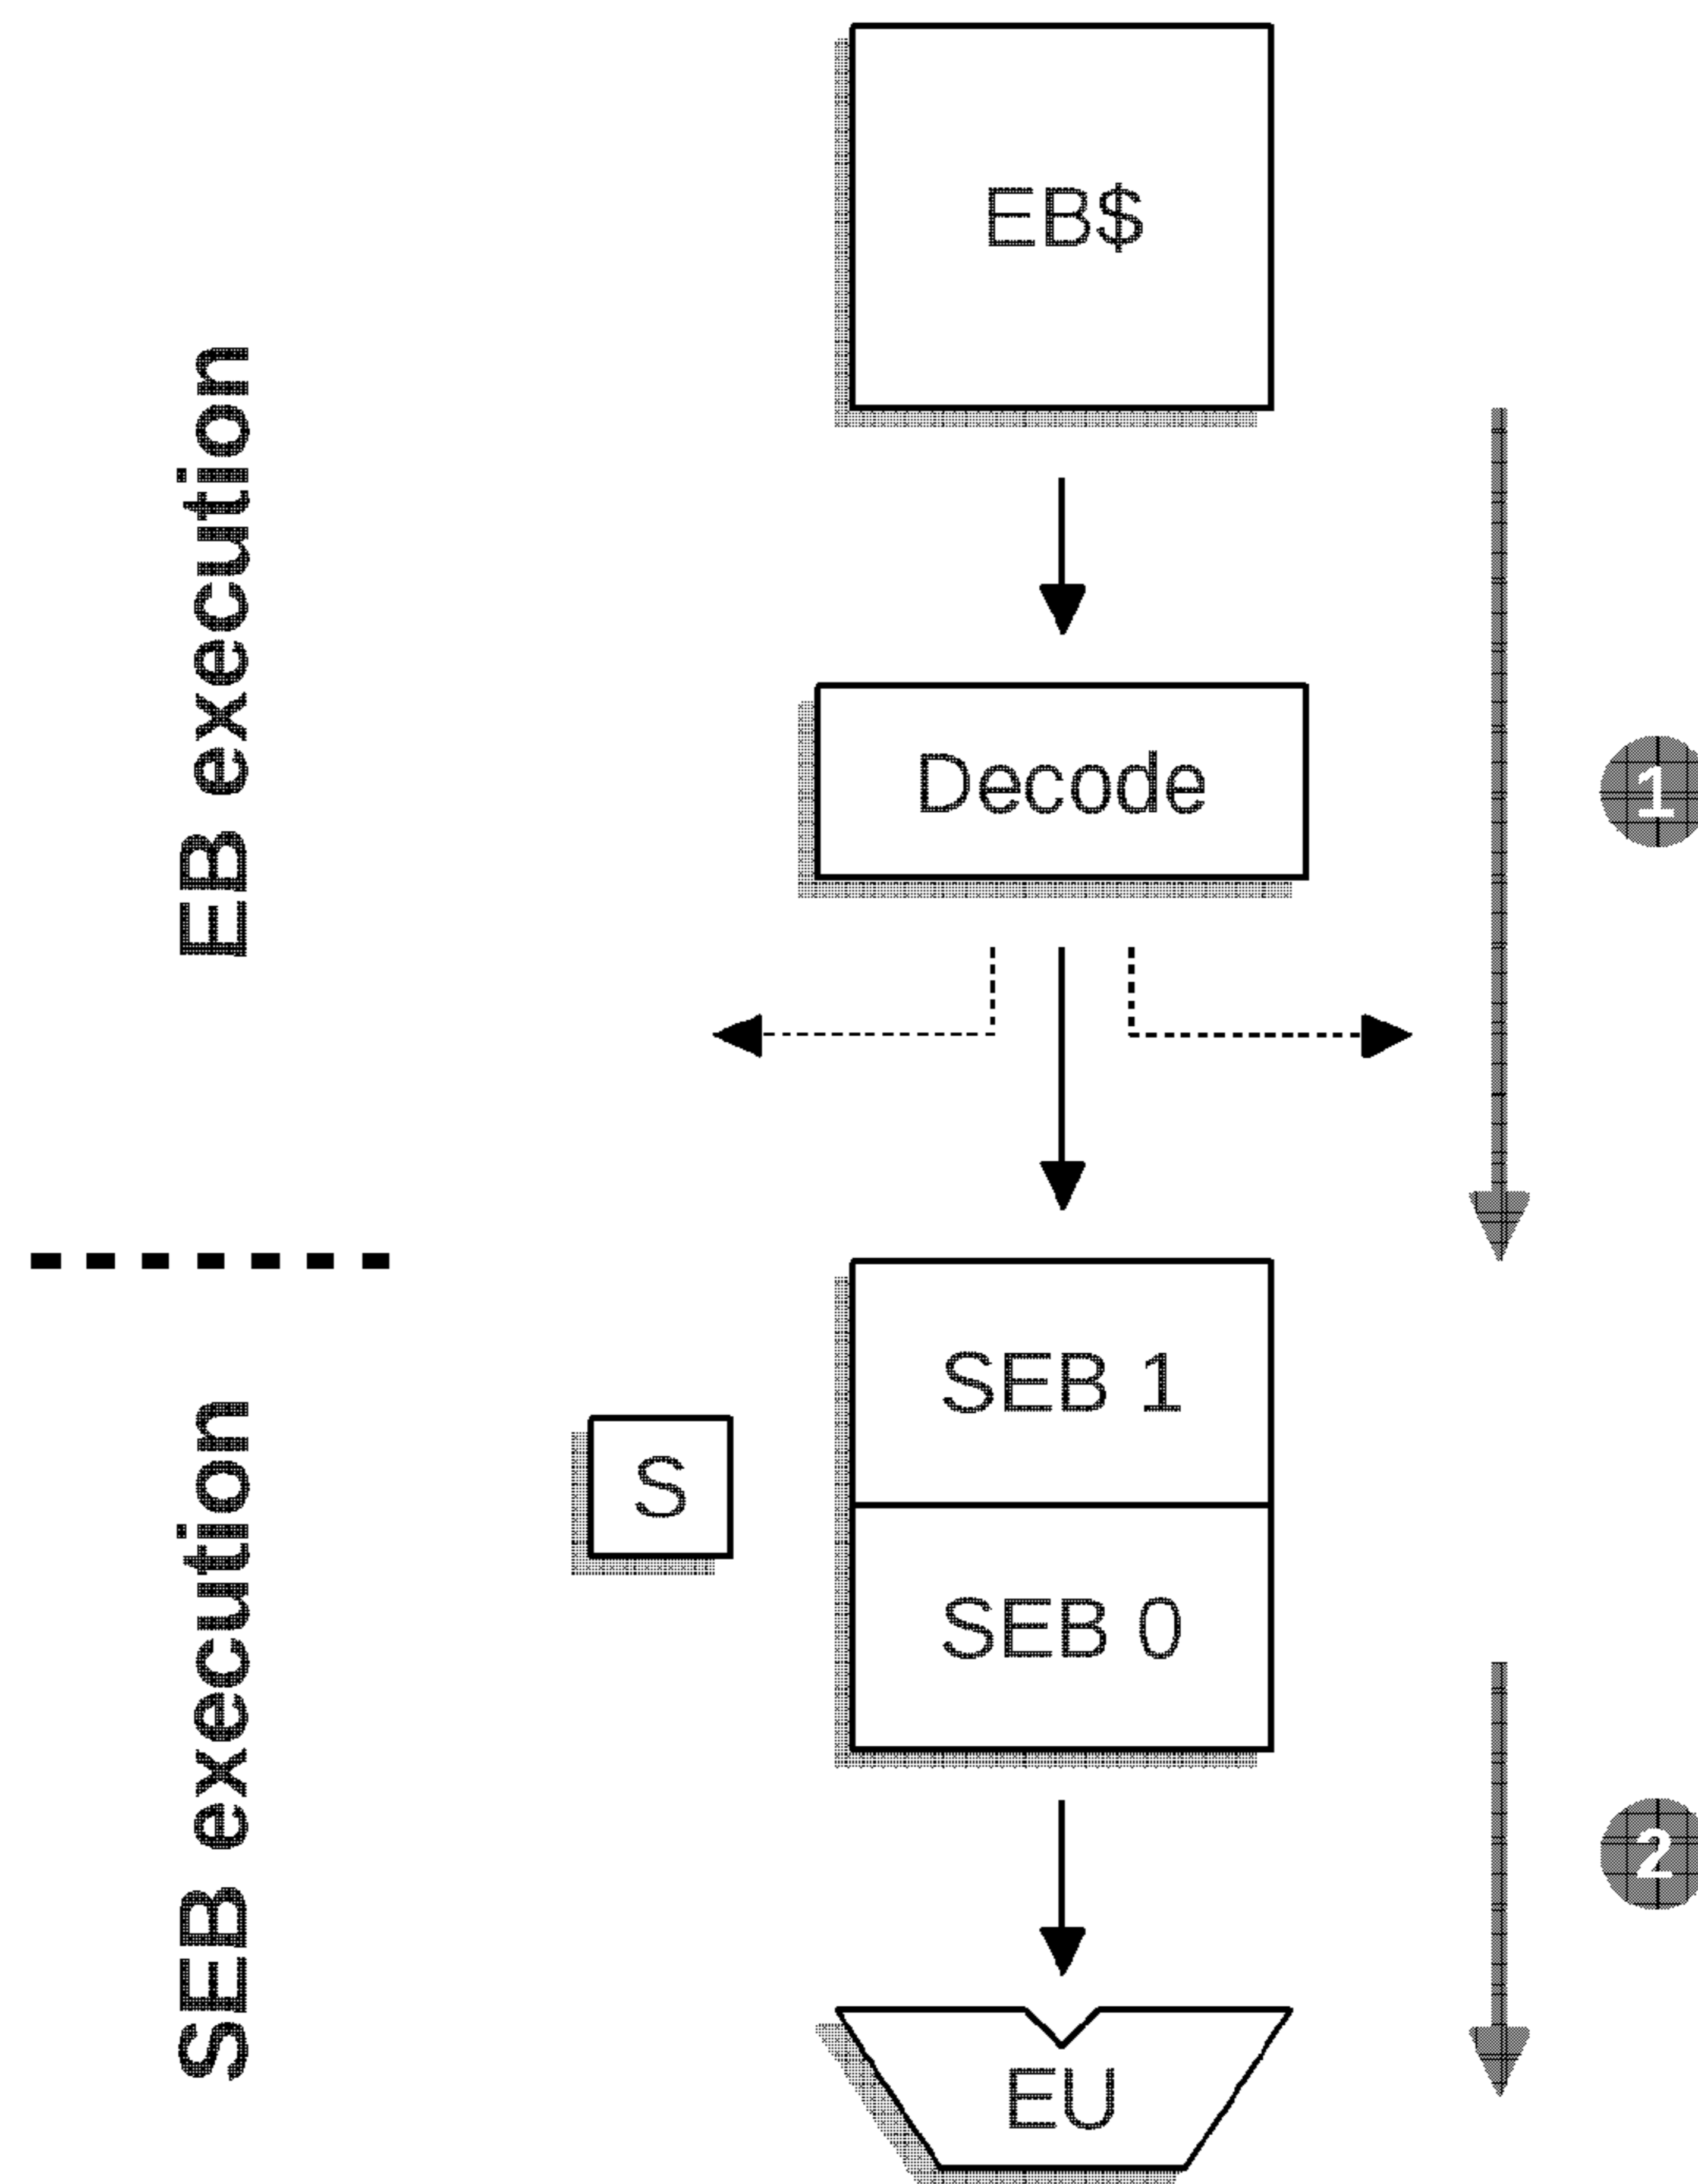 EB$
EB execution
Decode
1
SEB 1
S
SEB 0
SEB execution
2
EU